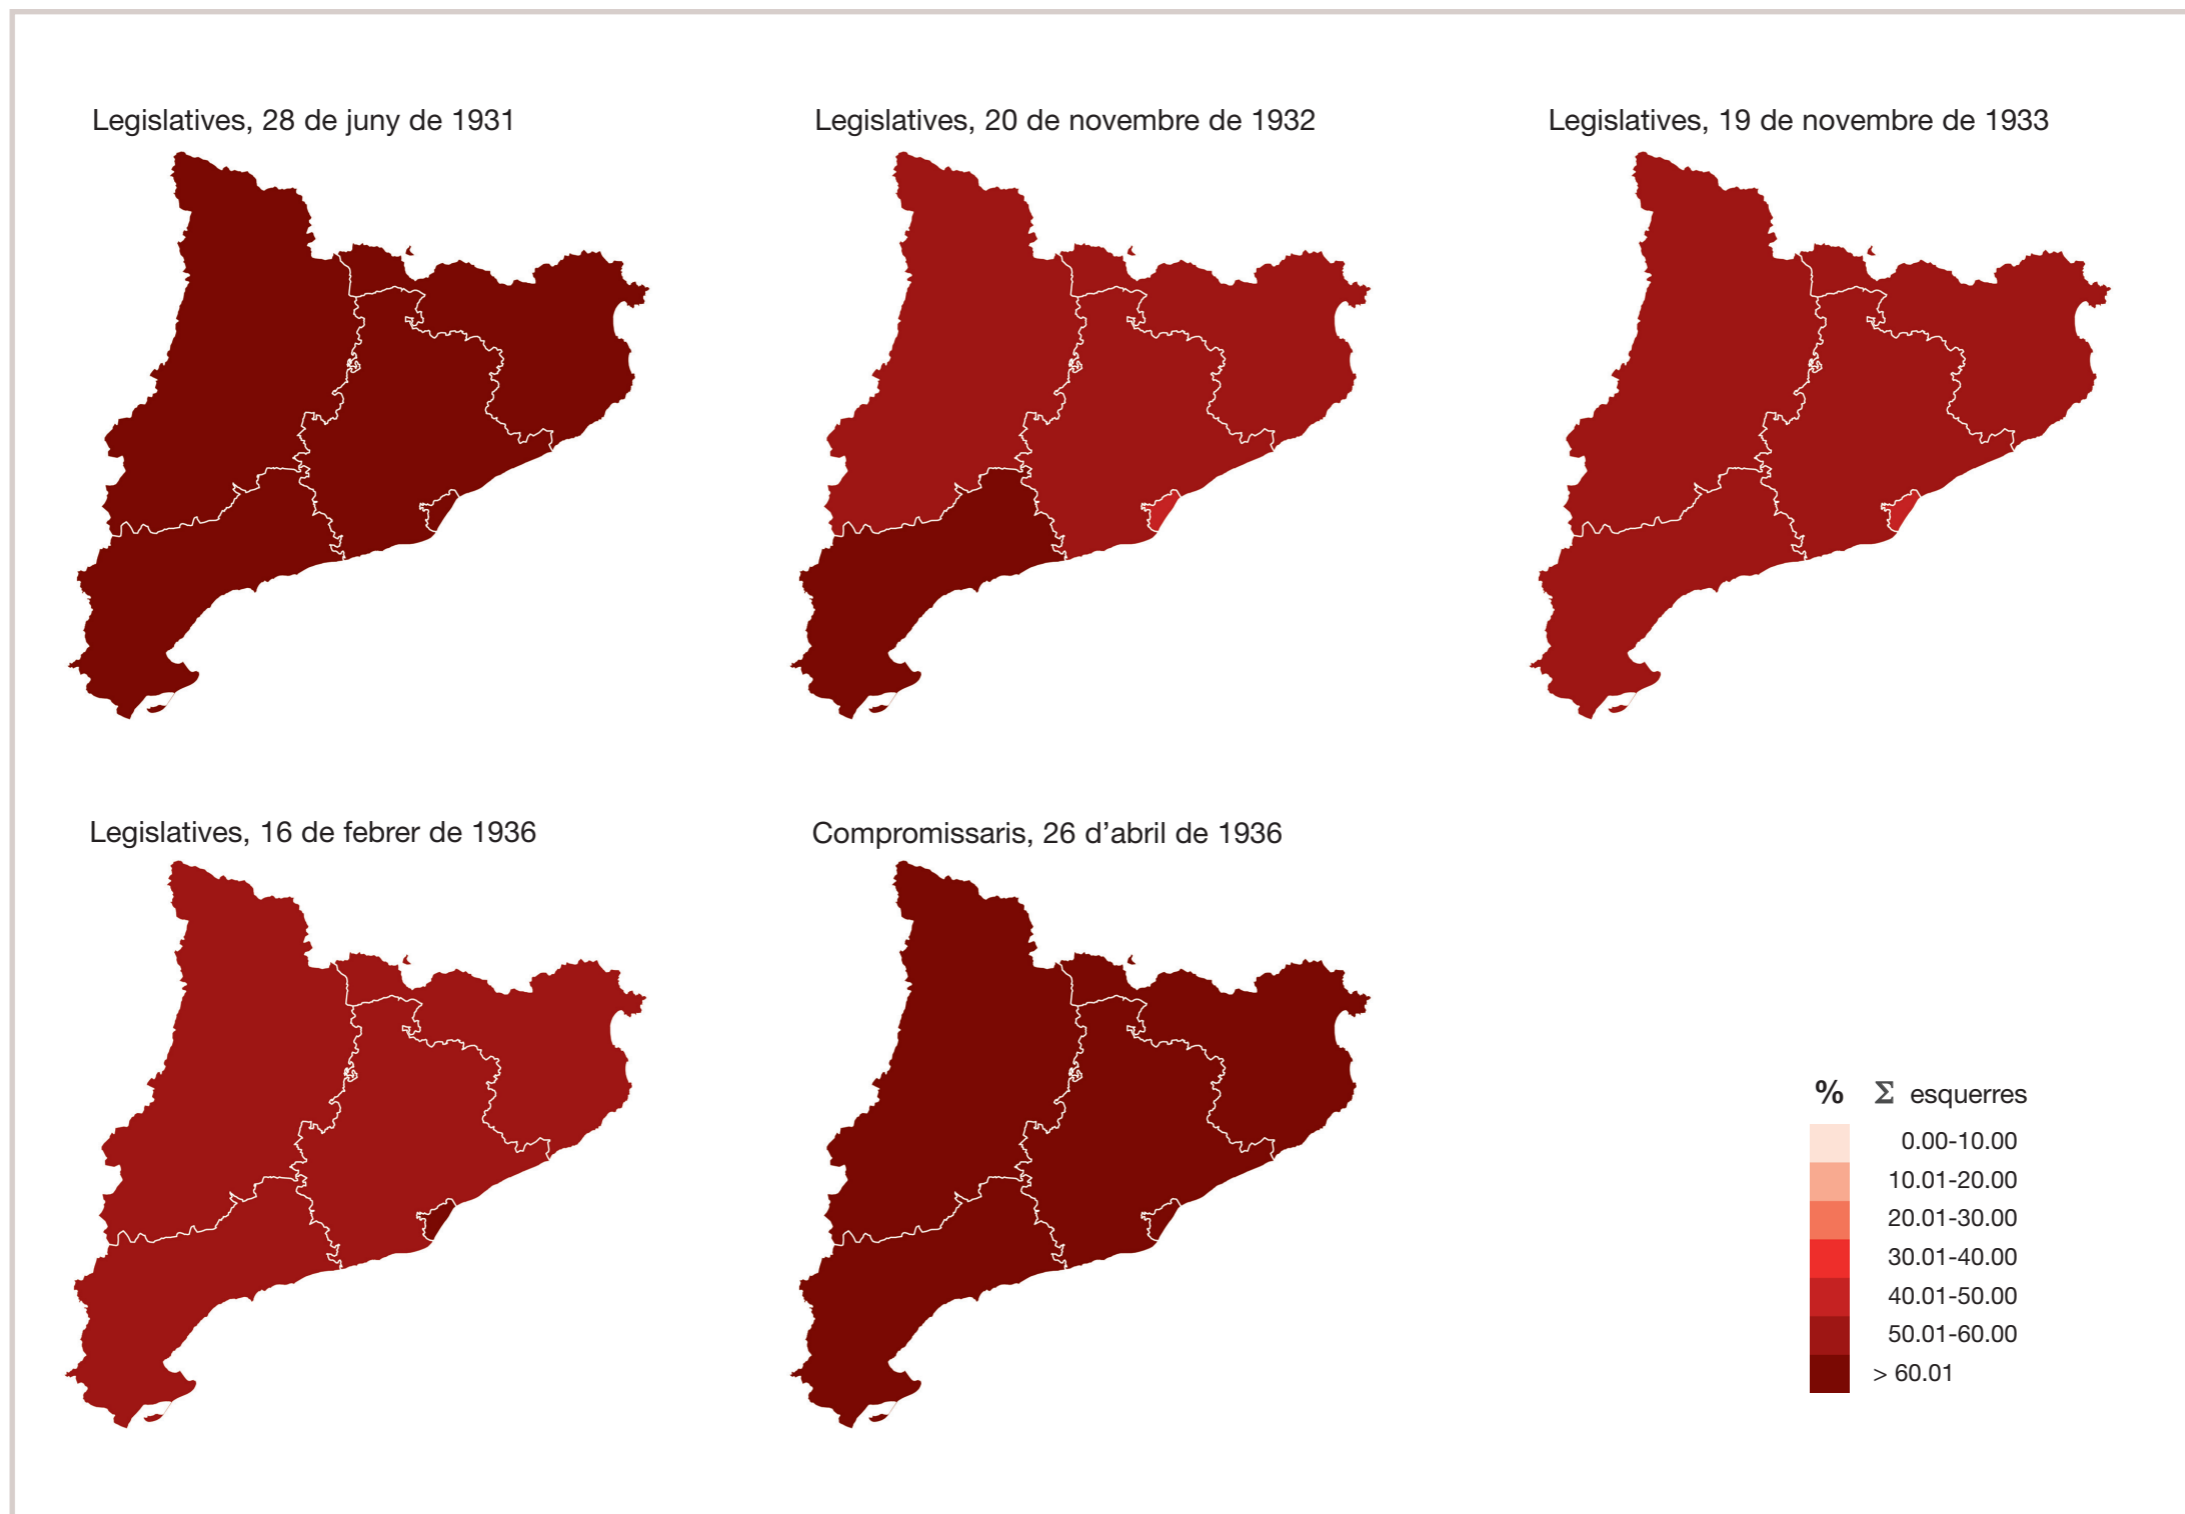 Legislatives, 28 de juny de 1931
Legislatives, 20 de novembre de 1932
Legislatives, 19 de novembre de 1933
Legislatives, 16 de febrer de 1936
Compromissaris, 26 d’abril de 1936
% Σ esquerres
0.00-10.00
10.01-20.00
20.01-30.00
30.01-40.00
40.01-50.00
50.01-60.00
> 60.01